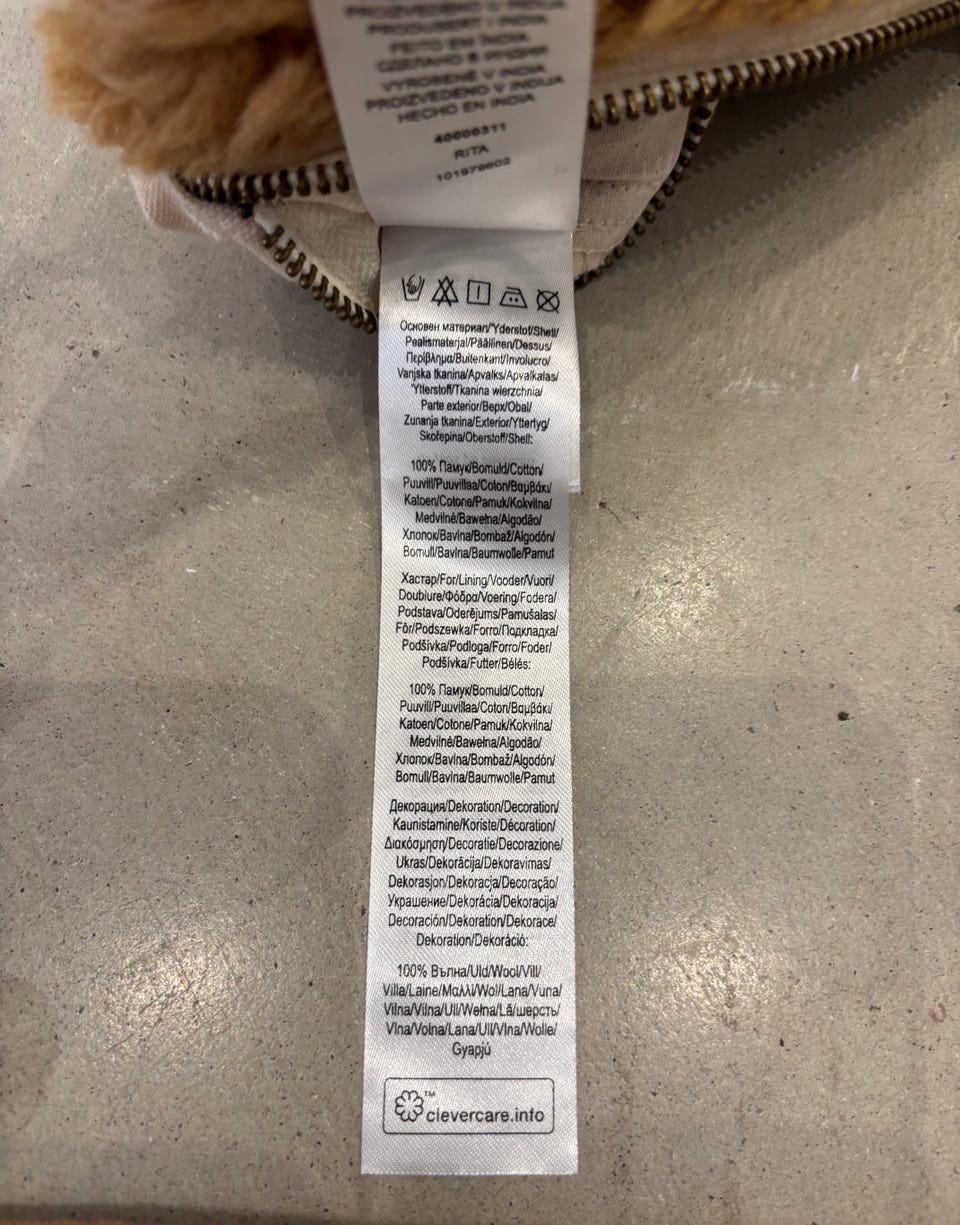 PROIZVEDENO V INDIJA
PRODUSERT I INDIA
FEITO EM ÍNDIA
СДЕЛАНО В
VYROBENÉ V INDIA
PROIZVEDENO V INDIJA
HECHO EN INDIA
40006311
RITA
101979602
Основен материал/Yderstof/Shell/
Pealismaterjal/Päällinen/Dessus/
Περίβλημα/Buitenkant/Involucro/
Vanjska tkanina/Apvalks/Apvalkalas/
Ytterstoff/Tkanina wierzchnia/
Parte exterior/Верх/Obal/
Zunanja tkanina/Exterior/Yttertyg/
Skořepina/Oberstoff/Shell:
100% Памук/Bomuld/Cotton/
Puuvill/Puuvillaa/Coton/Βαμβάκι/
Katoen/Cotone/Pamuk/Kokvilna/
Medvilnė/Bawełna/Algodão/
Хлопок/Bavlna/Bombaž/Algodón/
Bomull/Bavlna/Baumwolle/Pamut
Хастар/For/Lining/Vooder/Vuori/
Doublure/Φόδρα/Voering/Fodera/
Podstava/Oderējums/Pamušalas/
Fôr/Podszewka/Forro/Подкладка/
Podšívka/Podloga/Forro/Foder/
Podšívka/Futter/Bélés:
100% Памук/Bomuld/Cotton/
Puuvill/Puuvillaa/Coton/Βαμβάκι/
Katoen/Cotone/Pamuk/Kokvilna/
Medvilnė/Bawełna/Algodão/
Хлопок/Bavlna/Bombaž/Algodón/
Bomull/Bavlna/Baumwolle/Pamut
Декорация/Dekoration/Decoration/
Kaunistamine/Koriste/Décoration/
Διακόσμηση/Decoratie/Decorazione/
Ukras/Dekorācija/Dekoravimas/
Dekorasjon/Dekoracja/Decoração/
Украшение/Dekorácia/Dekoracija/
Decoración/Dekoration/Dekorace/
Dekoration/Dekoráció:
100% Вълна/Uld/Wool/Vill/
Villa/Laine/Μαλλί/Wol/Lana/Vuna/
Vilna/Vilna/Ull/Wełna/Lã/шерсть/
Vlna/Volna/Lana/Ull/Vlna/Wolle/
Gyapjú
™
clevercare.info